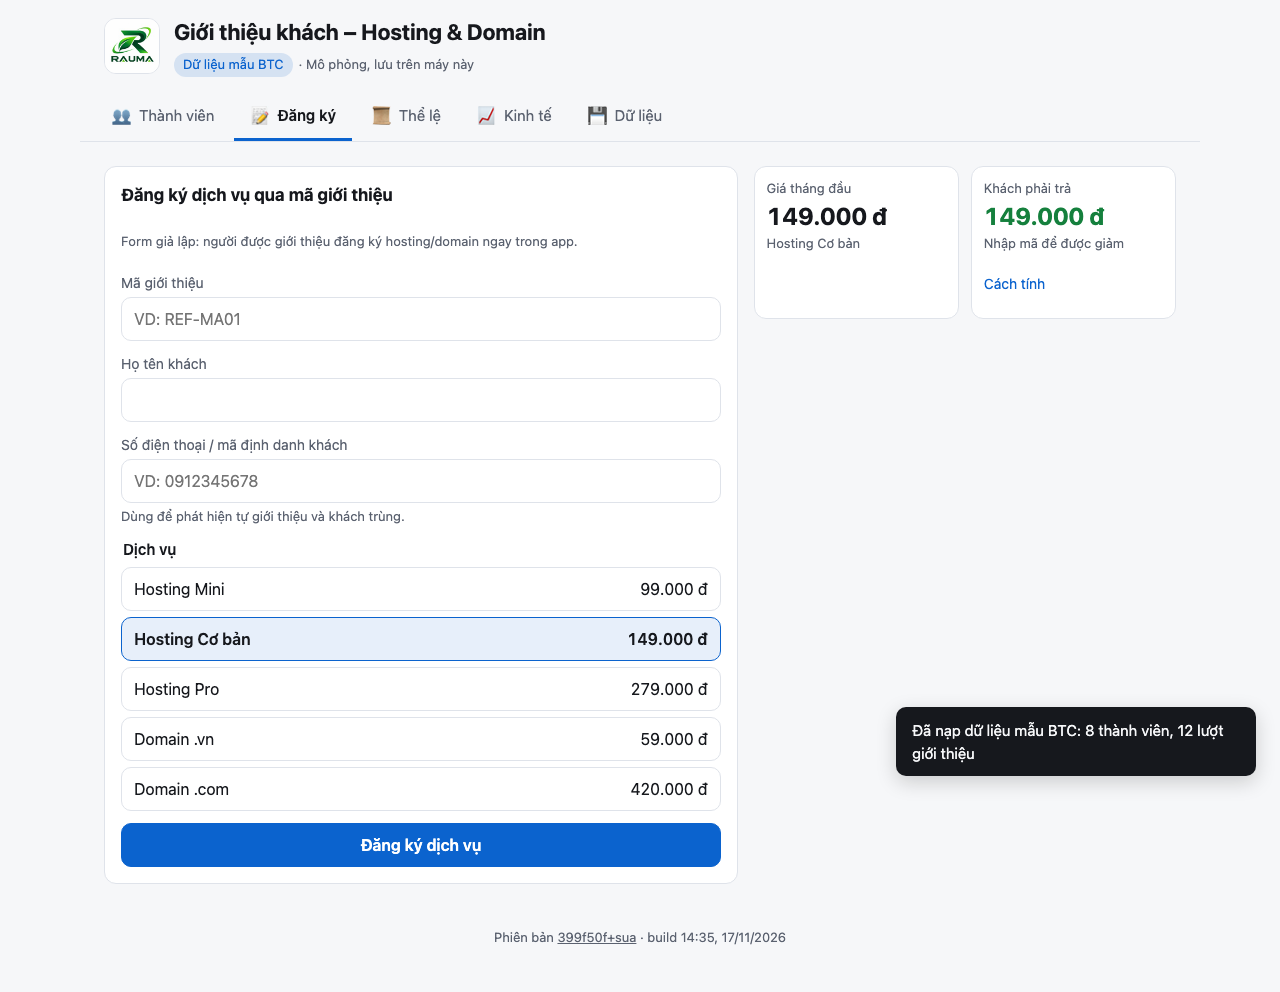 RAUMA
Giới thiệu khách – Hosting & Domain
Dữ liệu mẫu BTC · Mô phỏng, lưu trên máy này
Thành viên
Đăng ký
Thể lệ
Kinh tế
Dữ liệu
Đăng ký dịch vụ qua mã giới thiệu
Form giả lập: người được giới thiệu đăng ký hosting/domain ngay trong app.
Mã giới thiệu
VD: REF-MA01
Họ tên khách
Số điện thoại / mã định danh khách
VD: 0912345678
Dùng để phát hiện tự giới thiệu và khách trùng.
Dịch vụ
Hosting Mini 99.000 đ
Hosting Cơ bản 149.000 đ
Hosting Pro 279.000 đ
Domain .vn 59.000 đ
Domain .com 420.000 đ
Đăng ký dịch vụ
Giá tháng đầu
149.000 đ
Hosting Cơ bản
Khách phải trả
149.000 đ
Nhập mã để được giảm
Cách tính
Đã nạp dữ liệu mẫu BTC: 8 thành viên, 12 lượt
giới thiệu
Phiên bản 399f50f+sua · build 14:35, 17/11/2026